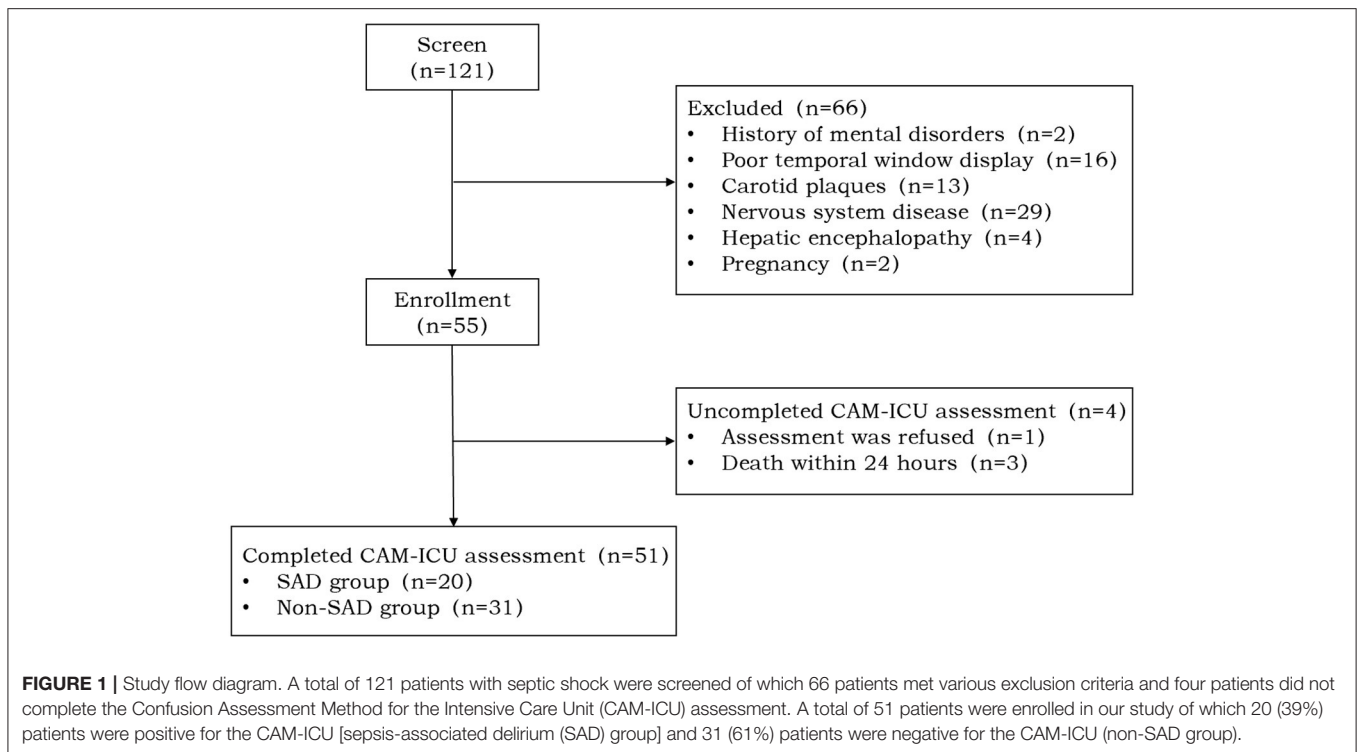 Screen
(n=121)
Excluded (n=66)
• History of mental disorders (n=2)
• Poor temporal window display (n=16)
• Carotid plaques (n=13)
• Nervous system disease (n=29)
• Hepatic encephalopathy (n=4)
• Pregnancy (n=2)
Enrollment
(n=55)
Uncompleted CAM-ICU assessment (n=4)
• Assessment was refused (n=1)
• Death within 24 hours (n=3)
Completed CAM-ICU assessment (n=51)
• SAD group (n=20)
• Non-SAD group (n=31)
FIGURE 1 | Study flow diagram. A total of 121 patients with septic shock were screened of which 66 patients met various exclusion criteria and four patients did not
complete the Confusion Assessment Method for the Intensive Care Unit (CAM-ICU) assessment. A total of 51 patients were enrolled in our study of which 20 (39%)
patients were positive for the CAM-ICU [sepsis-associated delirium (SAD) group] and 31 (61%) patients were negative for the CAM-ICU (non-SAD group).